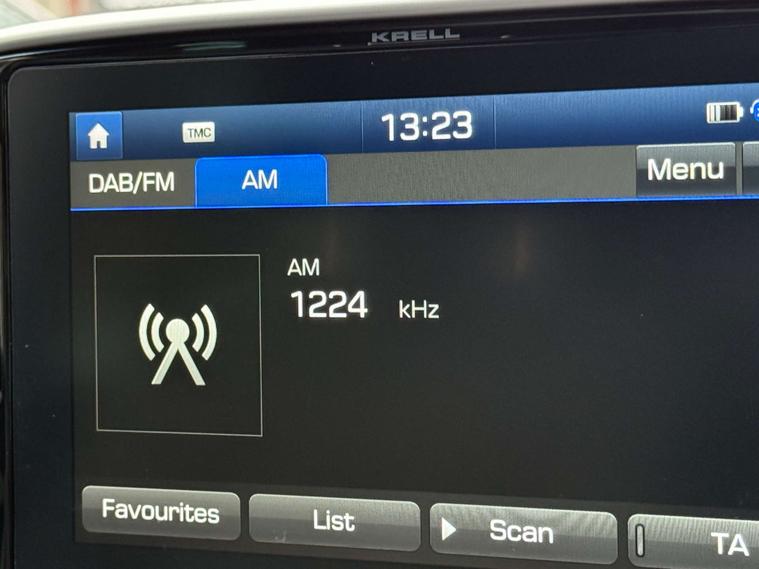 KRELL
TMC
13:23
DAB/FM
AM
Menu
AM
1224 kHz
Favourites
List
Scan
TA